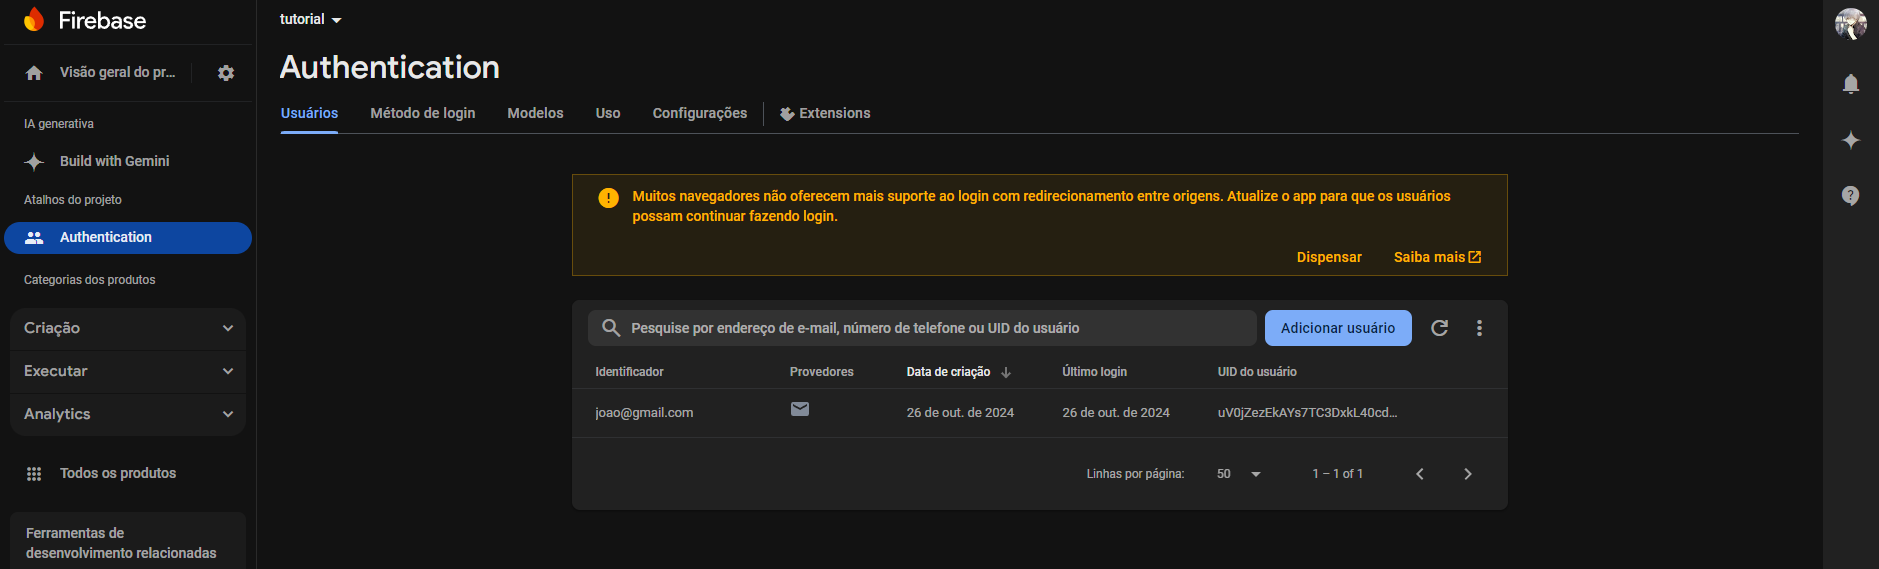 Firebase
Visão geral do pr...
IA generativa
Build with Gemini
Atalhos do projeto
Authentication
Categorias dos produtos
Criação
Executar
Analytics
Todos os produtos
Ferramentas de
desenvolvimento relacionadas
tutorial
Authentication
Usuários Método de login Modelos Uso Configurações Extensions
Muitos navegadores não oferecem mais suporte ao login com redirecionamento entre origens. Atualize o app para que os usuários
possam continuar fazendo login.
Dispensar Saiba mais
Pesquise por endereço de e-mail, número de telefone ou UID do usuário Adicionar usuário
Identificador Provedores Data de criação Último login UID do usuário
joao@gmail.com 26 de out. de 2024 26 de out. de 2024 uV0jZezEkAYs7TC3DxkL40cd...
Linhas por página: 50 1 – 1 of 1